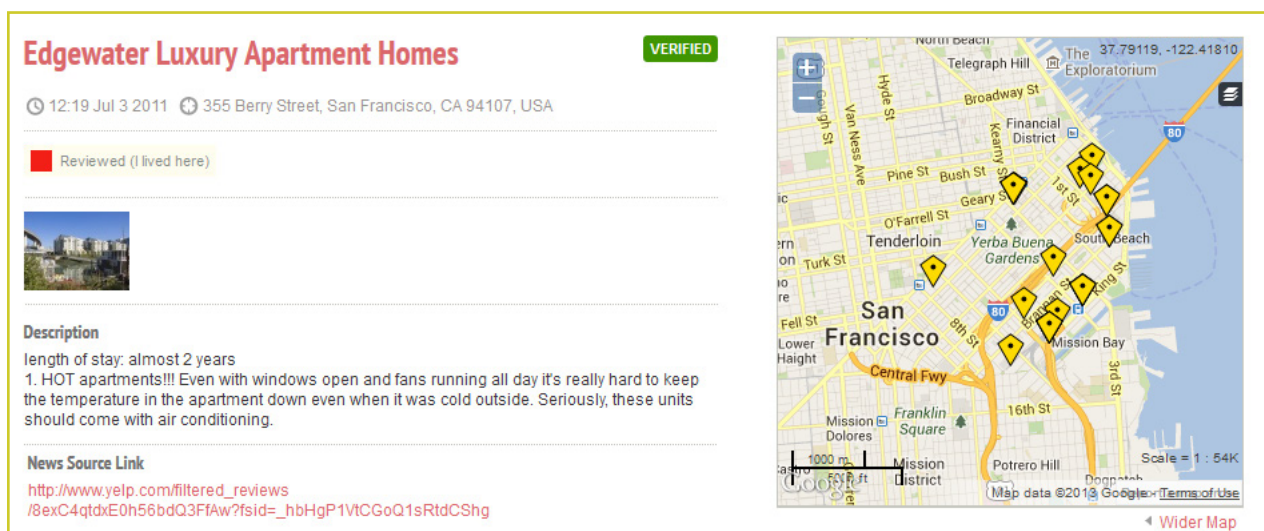 Edgewater Luxury Apartment Homes
VERIFIED
12:19 Jul 3 2011 355 Berry Street, San Francisco, CA 94107, USA
Reviewed (I lived here)
Description
length of stay: almost 2 years
1. HOT apartments!!! Even with windows open and fans running all day it's really hard to keep
the temperature in the apartment down even when it was cold outside. Seriously, these units
should come with air conditioning.
News Source Link
http://www.yelp.com/filtered_reviews
/8exC4qtdxE0h56bdQ3FfAw?fsid=_hbHgP1VtCGoQ1sRtdCShg
North Beach
37.79119, -122.41810
Telegraph Hill
The
Exploratorium
Broadway St
Hyde St
Gough St
Van Ness Ave
Kearny St
Financial
District
80
Pine St
Bush St
1st St
Geary S
O'Farrell St
Tenderloin
Yerba Buena
Gardens
South Beach
Turk St
King St
Brannan St
80
San
Francisco
Fell St
8th St
Lower
Haight
Mission Bay
3rd St
Central Fwy
16th St
Mission
Dolores
Franklin
Square
1000 m
5000 ft
Mission
District
Potrero Hill
Scale = 1 : 54K
Dogpatch
Google
Map data ©2013 Google - Terms of Use
Wider Map